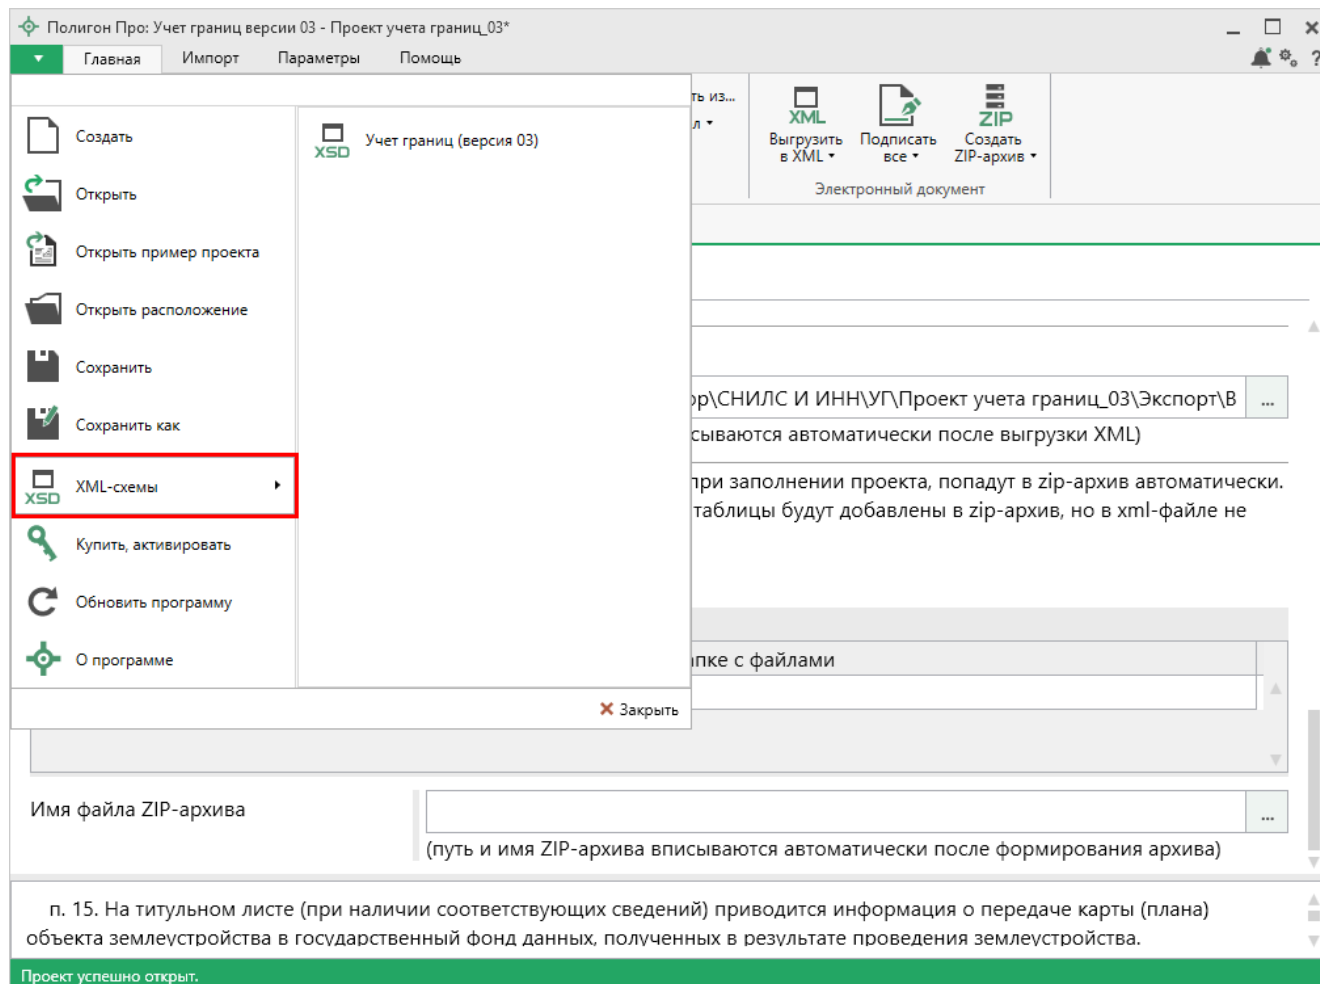 Полигон Про: Учет границ версии 03 - Проект учета границ_03*
Главная Импорт Параметры Помощь
?
Создать
Открыть
Открыть пример проекта
Открыть расположение
Сохранить
Сохранить как
XSD XML-схемы
Купить, активировать
Обновить программу
О программе
XSD Учет границ (версия 03)
Закрыть
ть из...
л
XML
Выгрузить
в XML
Подписать
все
ZIP
Создать
ZIP-архив
Электронный документ
ор\СНИЛС И ИНН\УГ\Проект учета границ_03\Экспорт\В ...
сываются автоматически после выгрузки XML)
при заполнении проекта, попадут в zip-архив автоматически.
таблицы будут добавлены в zip-архив, но в xml-файле не
апке с файлами
Имя файла ZIP-архива
...
(путь и имя ZIP-архива вписываются автоматически после формирования архива)
п. 15. На титульном листе (при наличии соответствующих сведений) приводится информация о передаче карты (плана)
объекта землеустройства в государственный фонд данных, полученных в результате проведения землеустройства.
Проект успешно открыт.